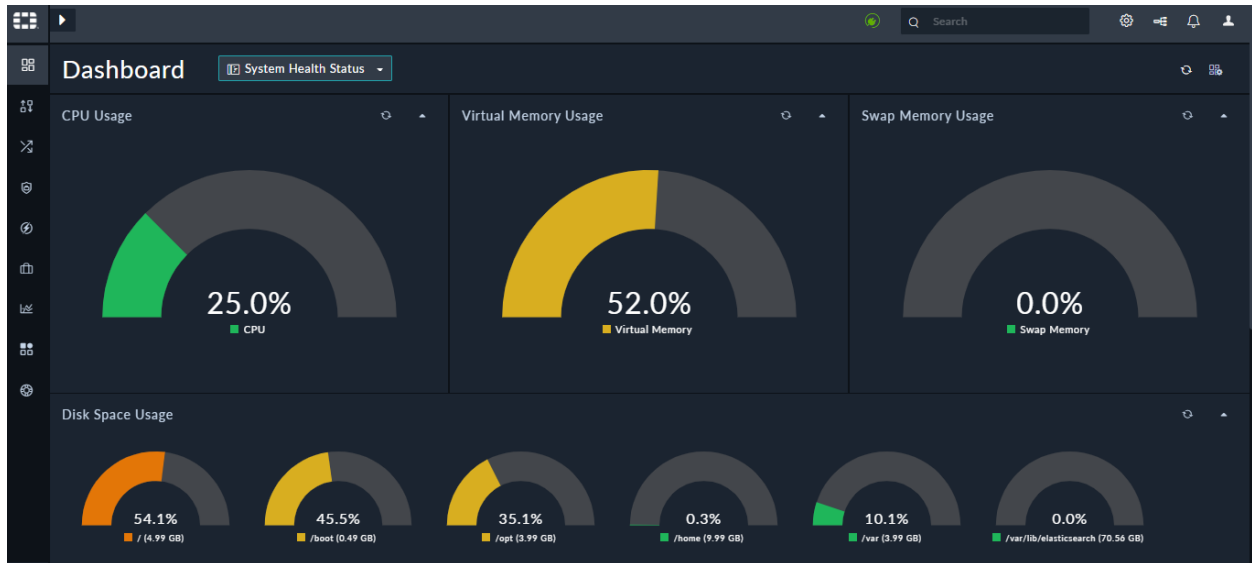 Search
Dashboard
System Health Status
CPU Usage
Virtual Memory Usage
Swap Memory Usage
25.0%
CPU
52.0%
Virtual Memory
0.0%
Swap Memory
Disk Space Usage
54.1%
/ (4.99 GB)
45.5%
/boot (0.49 GB)
35.1%
/opt (3.99 GB)
0.3%
/home (9.99 GB)
10.1%
/var (3.99 GB)
0.0%
/var/lib/elasticsearch (70.56 GB)